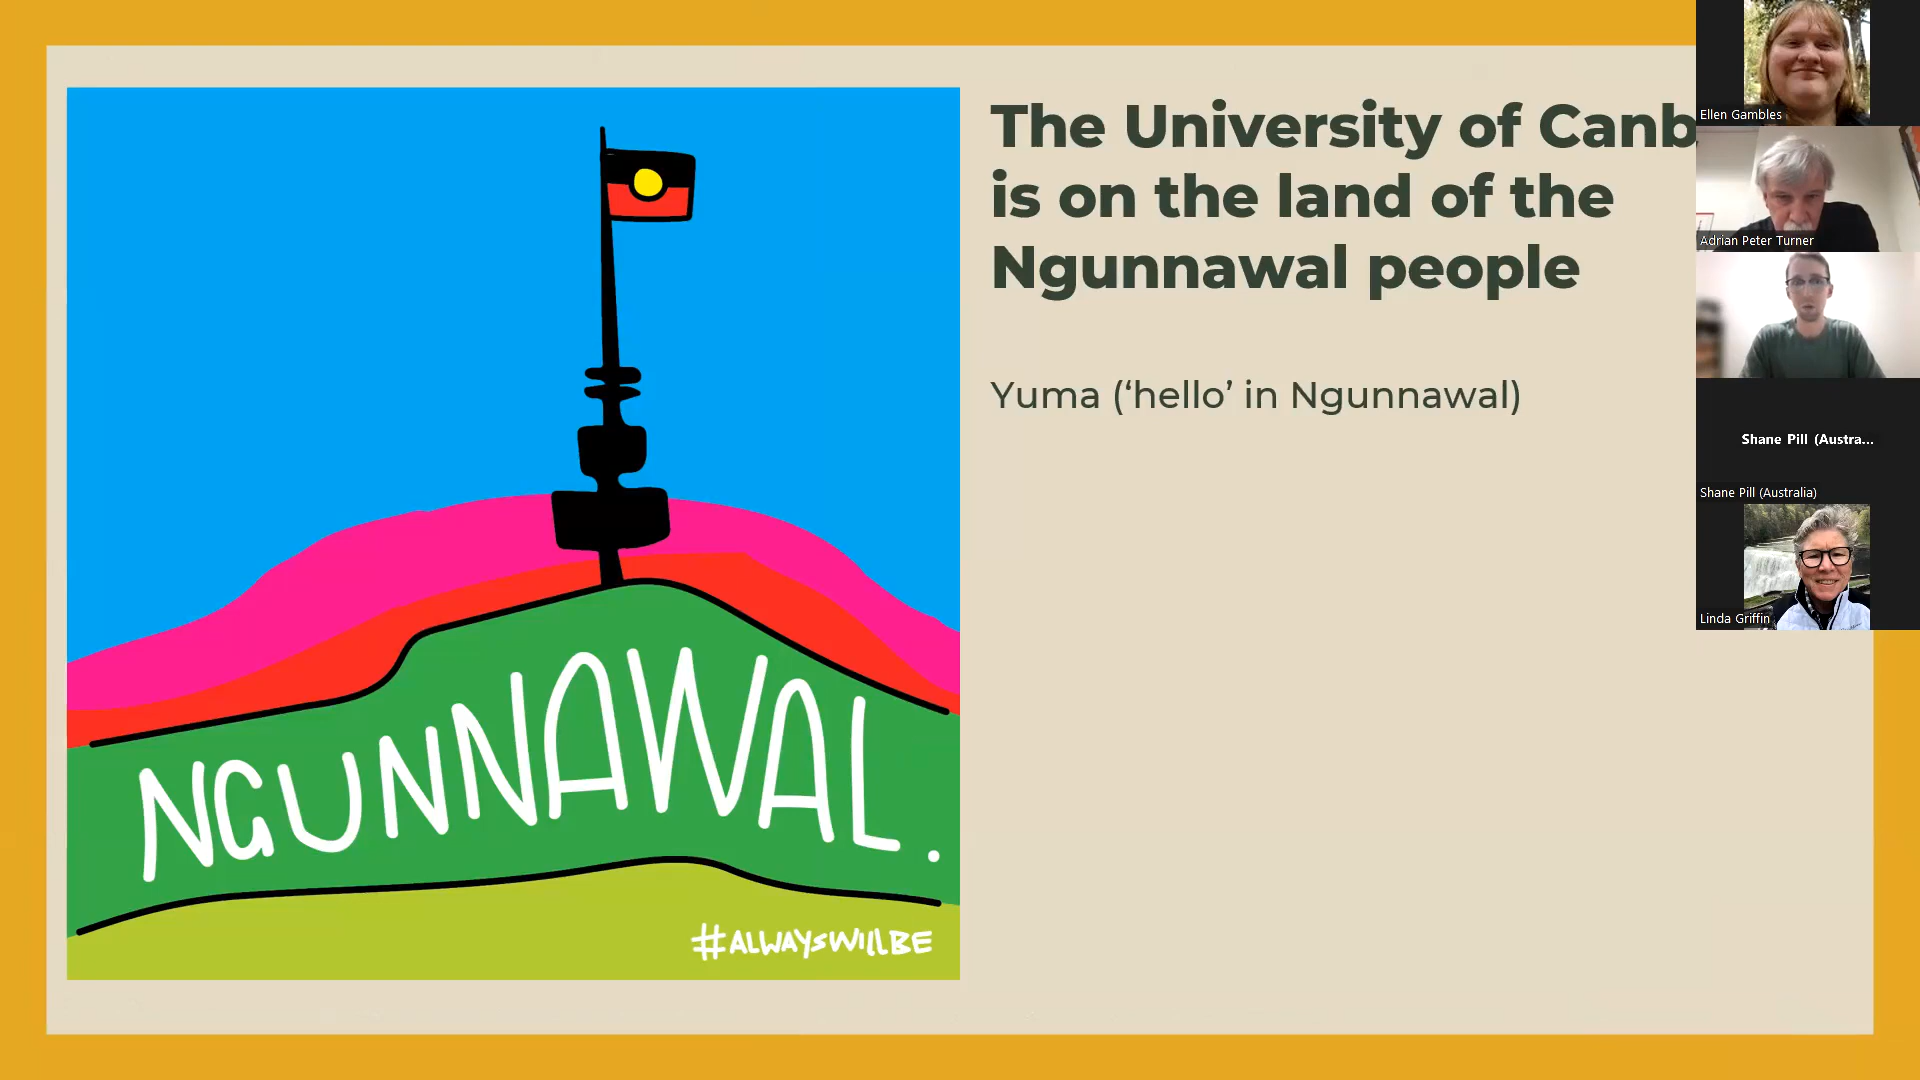 The University of Canb
is on the land of the
Ngunnawal people
Yuma (‘hello’ in Ngunnawal)
NGUNNAWAL.
#ALWAYSWILLBE
Ellen Gambles
Adrian Peter Turner
Shane Pill (Austra...
Shane Pill (Australia)
Linda Griffin